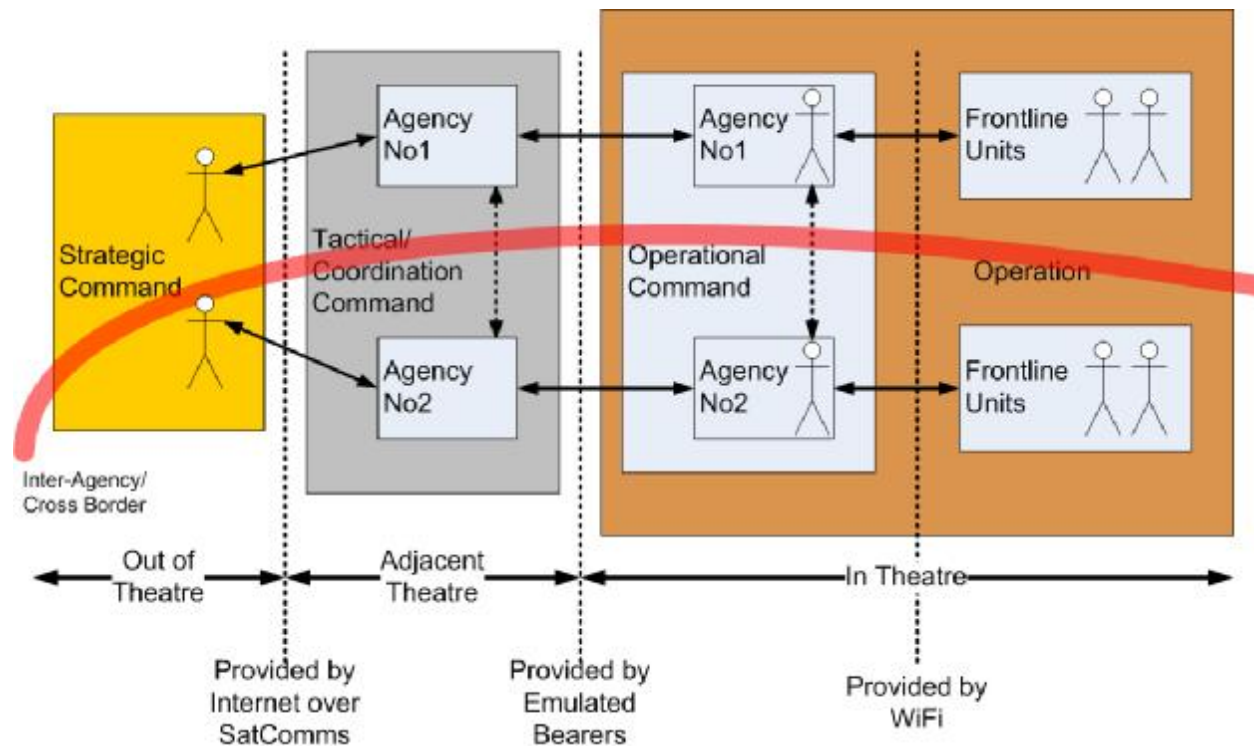 Agency
No1
Agency
No1
Frontline
Units
Strategic
Command
Tactical/
Coordination
Command
Operational
Command
Operation
Agency
No2
Agency
No2
Frontline
Units
Inter-Agency/
Cross Border
Out of
Theatre
Adjacent
Theatre
In Theatre
Provided by
Internet over
SatComms
Provided by
Emulated
Bearers
Provided by
WiFi